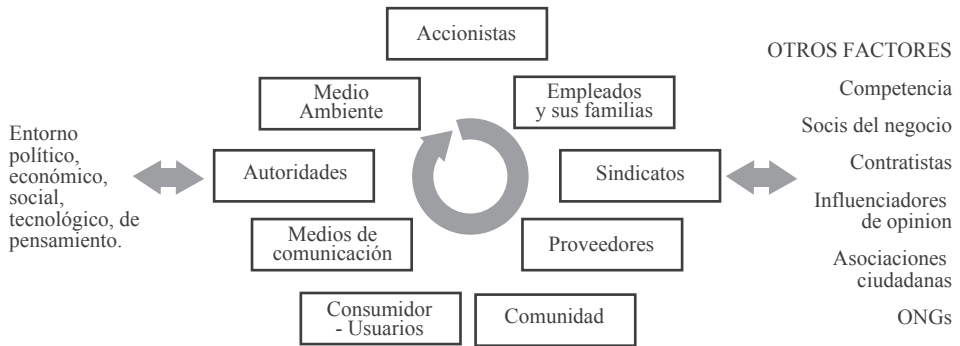 Accionistas
Medio
Ambiente
Empleados
y sus familias
Entorno
político,
económico,
social,
tecnológico, de
pensamiento.
Autoridades
Sindicatos
Medios de
comunicación
Proveedores
Consumidor
- Usuarios
Comunidad
OTROS FACTORES
Competencia
Socis del negocio
Contratistas
Influenciadores
de opinion
Asociaciones
ciudadanas
ONGs